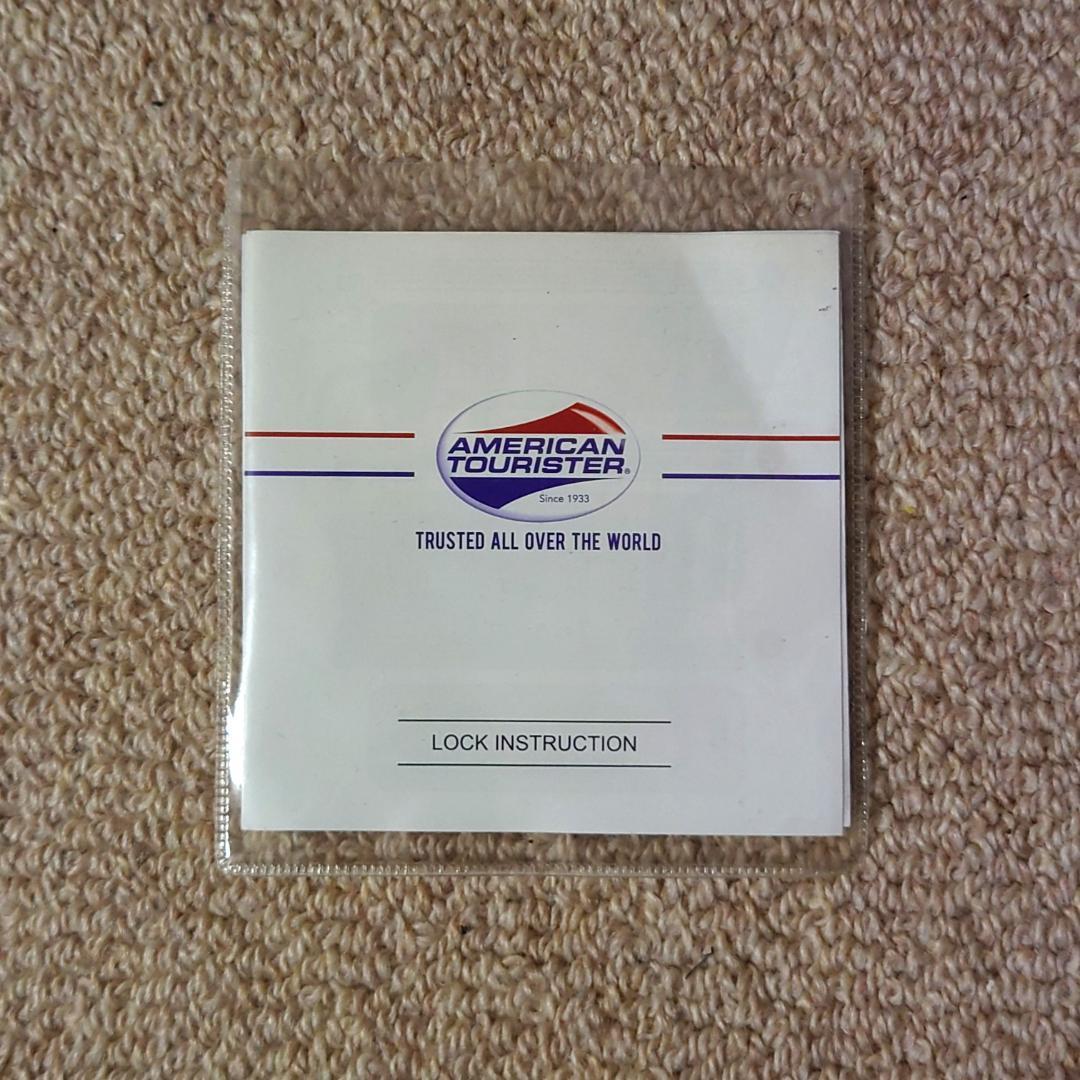 AMERICAN
TOURISTER®
Since 1933
TRUSTED ALL OVER THE WORLD
LOCK INSTRUCTION